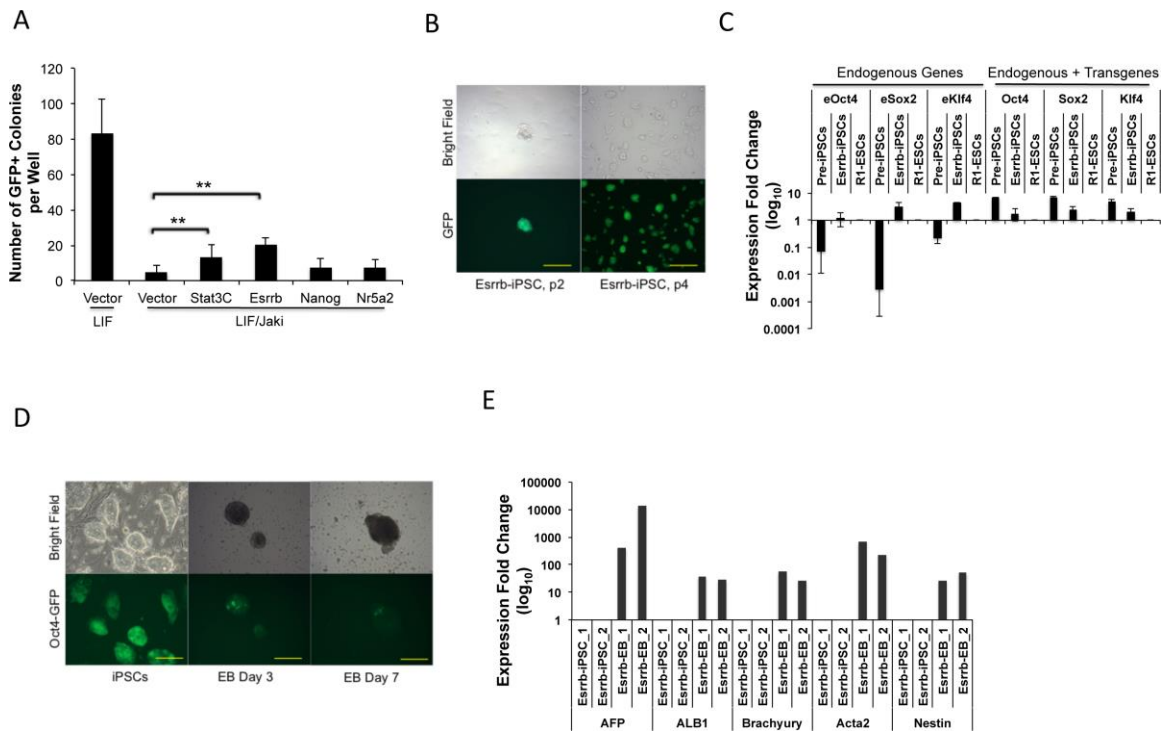 A
Number of GFP+ Colonies
per Well
120
100
80
60
40
20
0
**
**
Vector
Vector
Stat3C
Esrrb
Nanog
Nr5a2
LIF
LIF/Jaki
B
Bright Field
GFP
Esrrb-iPSC, p2
Esrrb-iPSC, p4
C
Endogenous Genes
Endogenous + Transgenes
eOct4
eSox2
eKlf4
Oct4
Sox2
Klf4
Pre-iPSCs
Esrrb-iPSCs
R1-ESCs
Pre-iPSCs
Esrrb-iPSCs
R1-ESCs
Pre-iPSCs
Esrrb-iPSCs
R1-ESCs
Pre-iPSCs
Esrrb-iPSCs
R1-ESCs
Pre-iPSCs
Esrrb-iPSCs
R1-ESCs
Pre-iPSCs
Esrrb-iPSCs
R1-ESCs
Expression Fold Change
(log10)
10
1
0.1
0.01
0.001
0.0001
D
Bright Field
Oct4-GFP
iPSCs
EB Day 3
EB Day 7
E
Expression Fold Change
(log10)
100000
10000
1000
100
10
1
Esrrb-iPSC_1
Esrrb-iPSC_2
Esrrb-EB_1
Esrrb-EB_2
Esrrb-iPSC_1
Esrrb-iPSC_2
Esrrb-EB_1
Esrrb-EB_2
Esrrb-iPSC_1
Esrrb-iPSC_2
Esrrb-EB_1
Esrrb-EB_2
Esrrb-iPSC_1
Esrrb-iPSC_2
Esrrb-EB_1
Esrrb-EB_2
Esrrb-iPSC_1
Esrrb-iPSC_2
Esrrb-EB_1
Esrrb-EB_2
AFP
ALB1
Brachyury
Acta2
Nestin